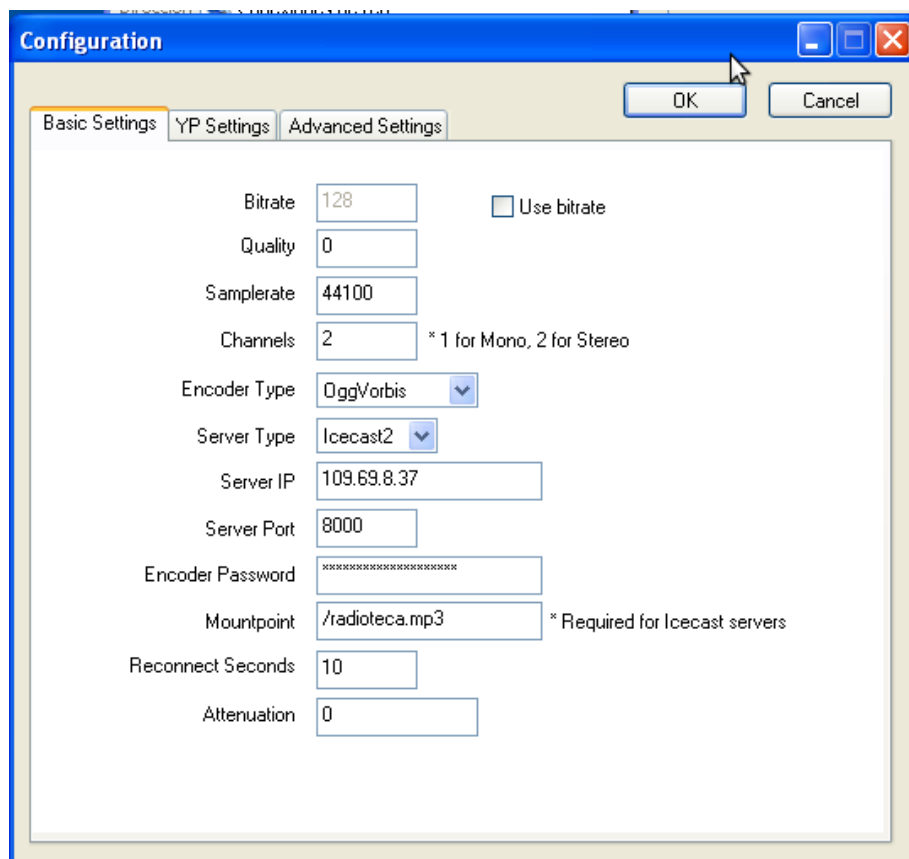 Configuration
OK Cancel
Basic Settings YP Settings Advanced Settings
Bitrate 128 Use bitrate
Quality 0
Samplerate 44100
Channels 2 * 1 for Mono, 2 for Stereo
Encoder Type OggVorbis
Server Type Icecast2
Server IP 109.69.8.37
Server Port 8000
Encoder Password ********************
Mountpoint /radioteca.mp3 * Required for Icecast servers
Reconnect Seconds 10
Attenuation 0